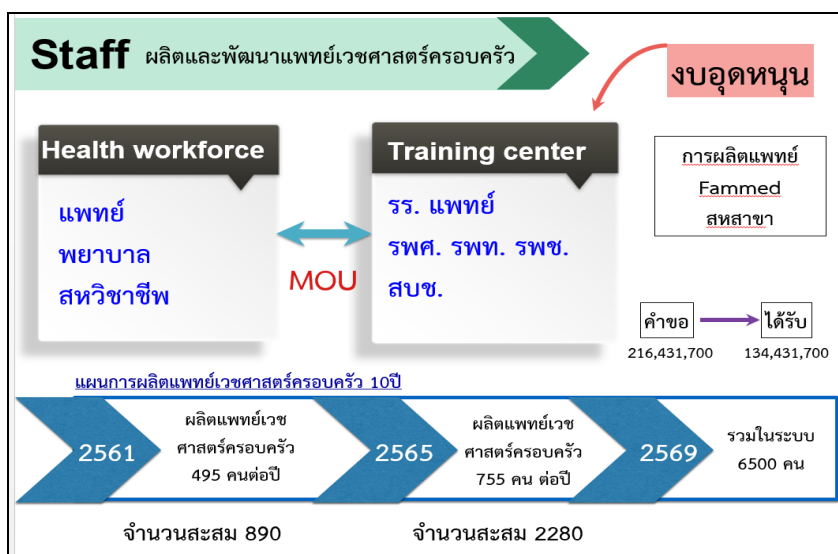 Staff ผลิตและพัฒนาแพทย์เวชศาสตร์ครอบครัว
งบอุดหนุน
Health workforce
แพทย์
พยาบาล
สหวิชาชีพ
MOU
Training center
รร. แพทย์
รพศ. รพท. รพช.
สบช.
การผลิตแพทย์
Fammed
สหสาขา
คำขอ
ได้รับ
216,431,700
134,431,700
แผนการผลิตแพทย์เวชศาสตร์ครอบครัว 10ปี
2561
ผลิตแพทย์เวช
ศาสตร์ครอบครัว
495 คนต่อปี
2565
ผลิตแพทย์เวช
ศาสตร์ครอบครัว
755 คน ต่อปี
2569
รวมในระบบ
6500 คน
จำนวนสะสม 890
จำนวนสะสม 2280